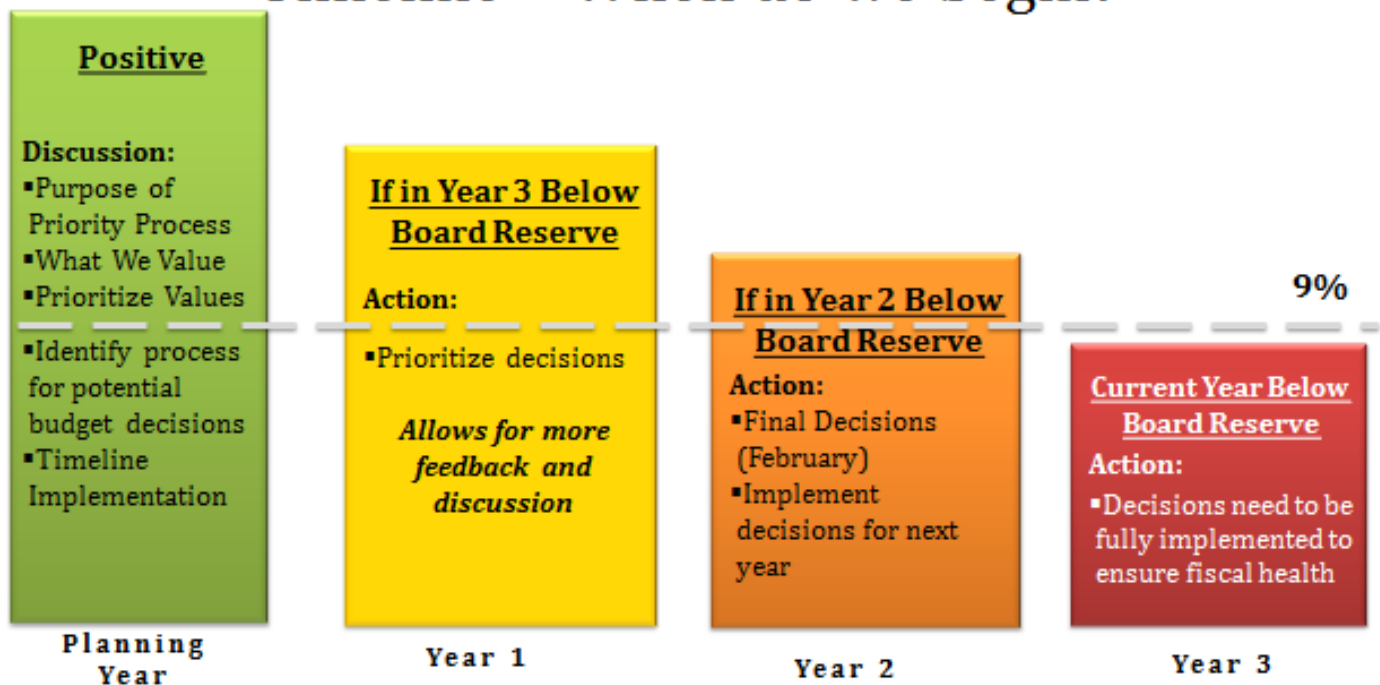 Positive
Discussion:
▪Purpose of
Priority Process
▪What We Value
▪Prioritize Values
▪Identify process
for potential
budget decisions
▪Timeline
Implementation
Planning
Year
If in Year 3 Below
Board Reserve
Action:
▪Prioritize decisions
Allows for more
feedback and
discussion
Year 1
If in Year 2 Below
Board Reserve
Action:
▪Final Decisions
(February)
▪Implement
decisions for next
year
Year 2
9%
Current Year Below
Board Reserve
Action:
▪Decisions need to be
fully implemented to
ensure fiscal health
Year 3